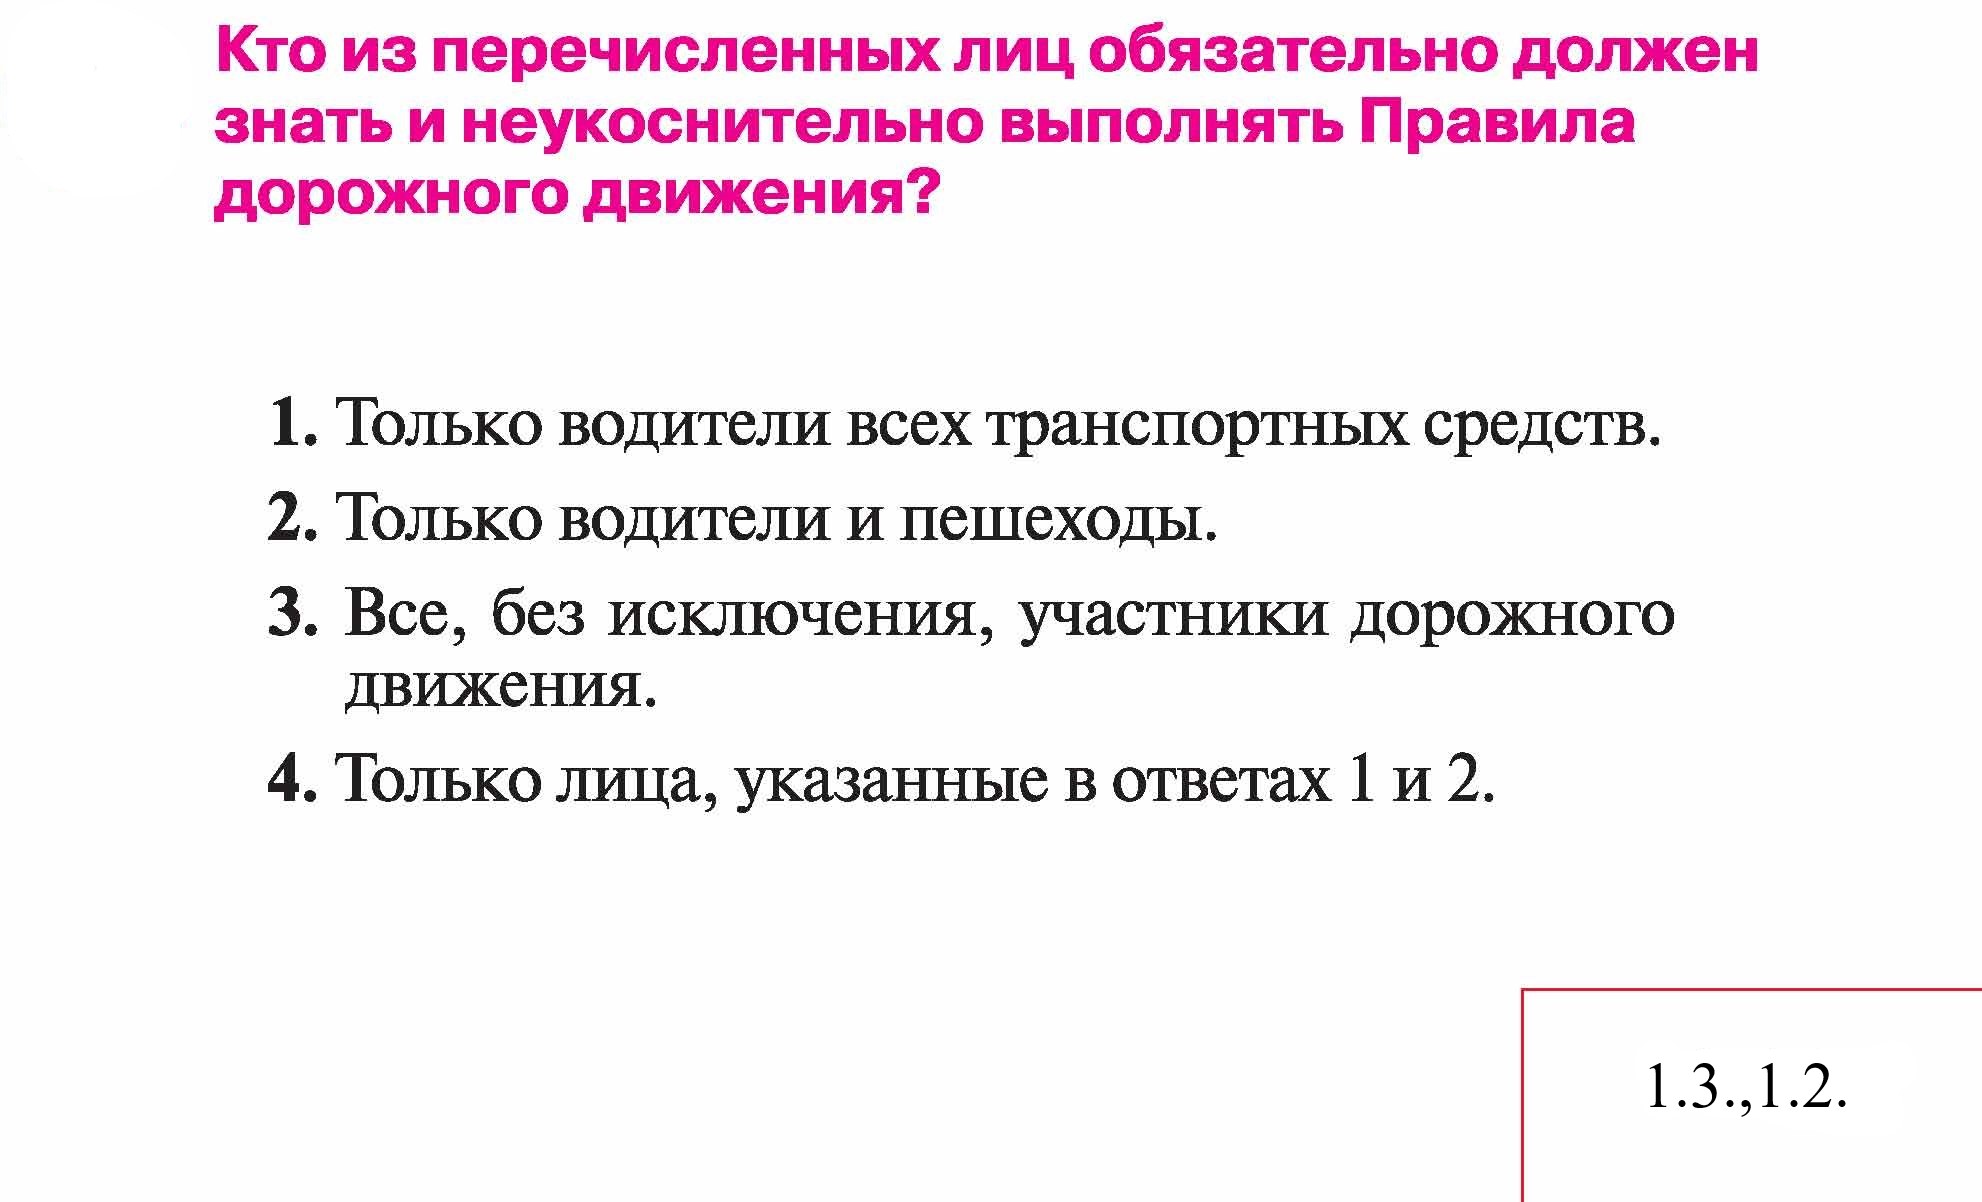 Кто из перечисленных лиц обязательно должен
знать и неукоснительно выполнять Правила
дорожного движения?
1. Только водители всех транспортных средств.
2. Только водители и пешеходы.
3. Все, без исключения, участники дорожного
движения.
4. Только лица, указанные в ответах 1 и 2.
1.3.,1.2.